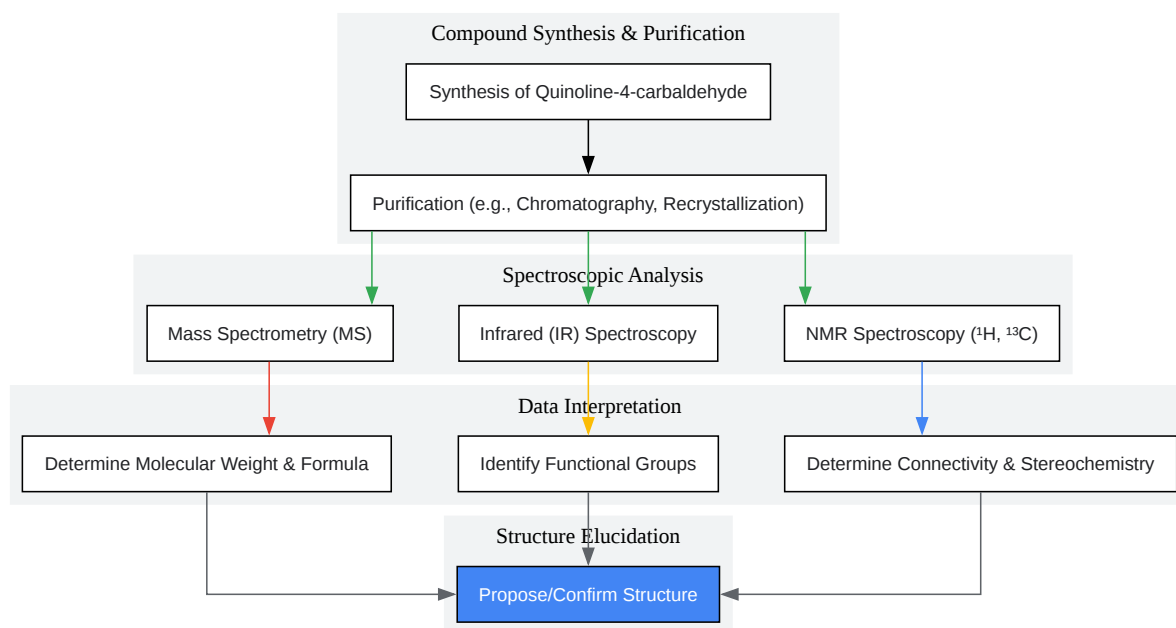 Compound Synthesis & Purification
Synthesis of Quinoline-4-carbaldehyde
Purification (e.g., Chromatography, Recrystallization)
Spectroscopic Analysis
Mass Spectrometry (MS)
Infrared (IR) Spectroscopy
NMR Spectroscopy (¹H, ¹³C)
Data Interpretation
Determine Molecular Weight & Formula
Identify Functional Groups
Determine Connectivity & Stereochemistry
Structure Elucidation
Propose/Confirm Structure